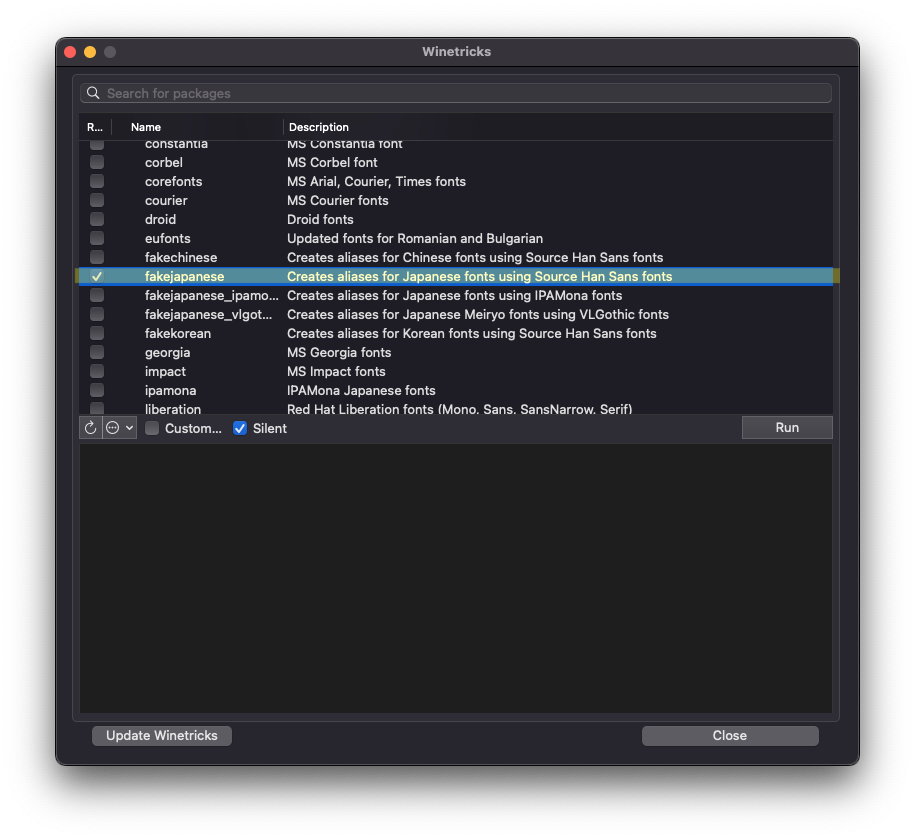 Winetricks
Search for packages
R... Name Description
constantia MS Constantia font
corbel MS Corbel font
corefonts MS Arial, Courier, Times fonts
courier MS Courier fonts
droid Droid fonts
eufonts Updated fonts for Romanian and Bulgarian
fakechinese Creates aliases for Chinese fonts using Source Han Sans fonts
fakejapanese Creates aliases for Japanese fonts using Source Han Sans fonts
fakejapanese_ipamo... Creates aliases for Japanese fonts using IPAMona fonts
fakejapanese_vlgot... Creates aliases for Japanese Meiryo fonts using VLGothic fonts
fakekorean Creates aliases for Korean fonts using Source Han Sans fonts
georgia MS Georgia fonts
impact MS Impact fonts
ipamona IPAMona Japanese fonts
liberation Red Hat Liberation fonts (Mono, Sans, SansNarrow, Serif)
Custom... Silent Run
Update Winetricks Close